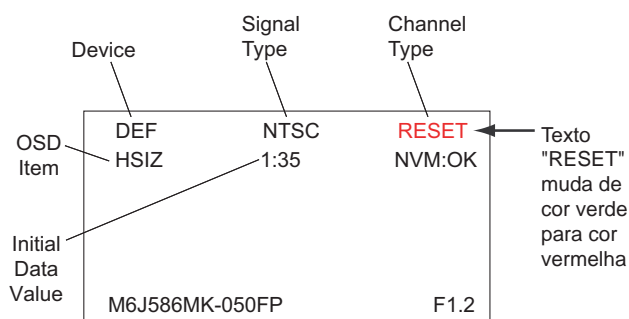 Device
Signal
Type
Channel
Type
OSD
Item
Initial
Data
Value
DEF NTSC RESET
HSIZ 1:35 NVM:OK
M6J586MK-050FP F1.2
Texto
"RESET"
muda de
cor verde
para cor
vermelha